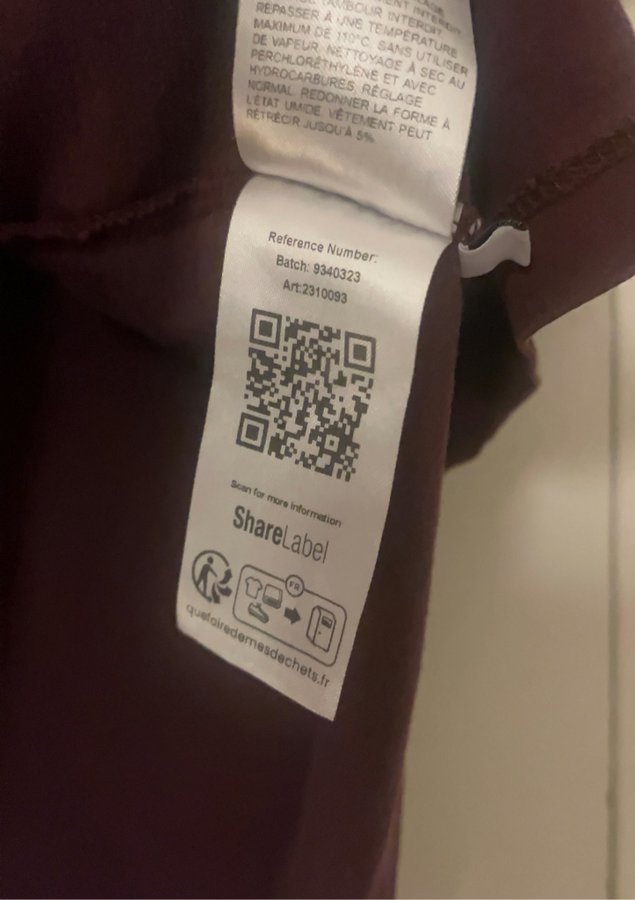 INTERDIT.
TAMBOUR INTERDIT.
REPASSER À UNE TEMPÉRATURE
MAXIMUM DE 110°C, SANS UTILISER
DE VAPEUR. NETTOYAGE À SEC AU
PERCHLORÉTHYLÈNE ET AVEC
HYDROCARBURES, RÉGLAGE
NORMAL. REDONNER LA FORME À
L'ÉTAT UMIDE. VÊTEMENT PEUT
RÉTRÉCIR JUSQU'À 5%.
Reference Number:
Batch: 9340323
Art:2310093
Scan for more information
ShareLabel
FR
quefairedemesdechets.fr